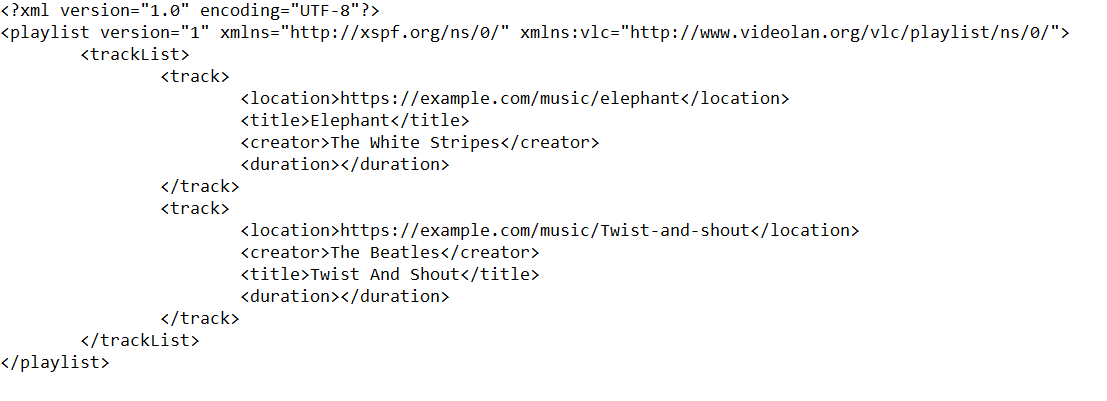 <?xml version="1.0" encoding="UTF-8"?>
<playlist version="1" xmlns="http://xspf.org/ns/0/" xmlns:vlc="http://www.videolan.org/vlc/playlist/ns/0/">
        <trackList>
                <track>
                        <location>https://example.com/music/elephant</location>
                        <title>Elephant</title>
                        <creator>The White Stripes</creator>
                        <duration></duration>
                </track>
                <track>
                        <location>https://example.com/music/Twist-and-shout</location>
                        <creator>The Beatles</creator>
                        <title>Twist And Shout</title>
                        <duration></duration>
                </track>
        </trackList>
</playlist>